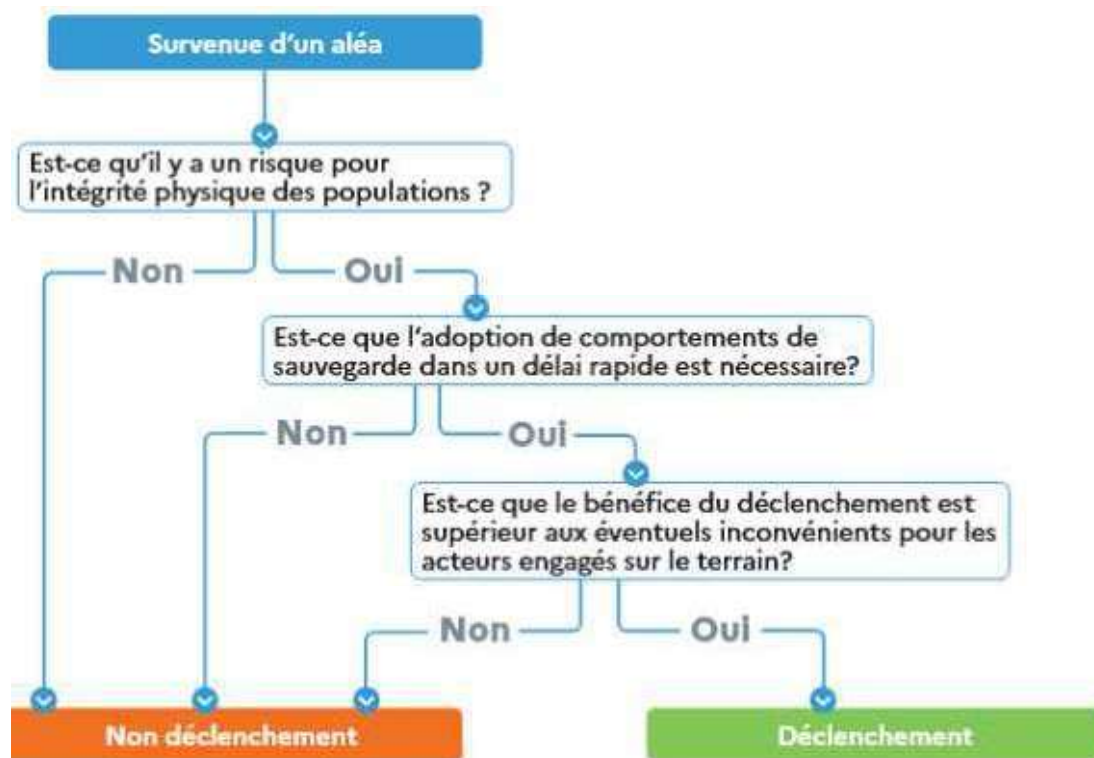 Survenue d'un aléa
Est-ce qu'il y a un risque pour
l'intégrité physique des populations ?
Non
Oui
Est-ce que l'adoption de comportements de
sauvegarde dans un délai rapide est nécessaire?
Non
Oui
Est-ce que le bénéfice du déclenchement est
supérieur aux éventuels inconvénients pour les
acteurs engagés sur le terrain?
Non
Oui
Non déclenchement
Déclenchement